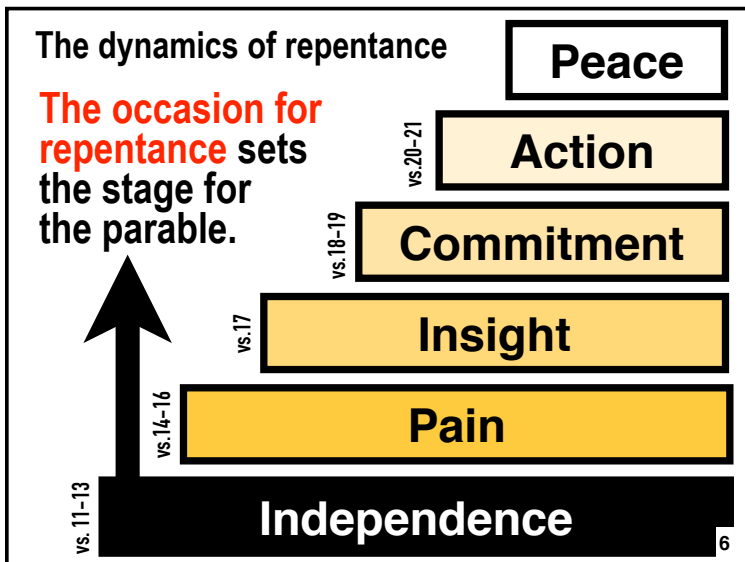 The dynamics of repentance
The occasion for
repentance sets
the stage for
the parable.
Peace
vs.20–21
Action
vs.18–19
Commitment
vs.17
Insight
vs.14–16
Pain
vs. 11–13
Independence
6